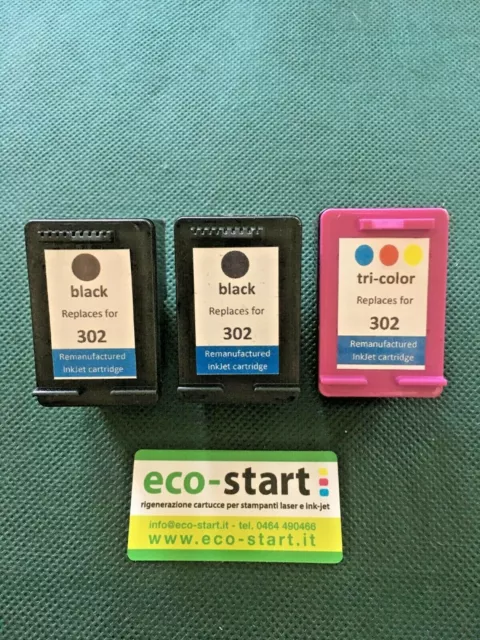 black
Replaces for
302
Remanufactured
InkJet cartridge
black
Replaces for
302
Remanufactured
InkJet cartridge
tri-color
Replaces for
302
Remanufactured
InkJet cartridge
eco-start
rigenerazione cartucce per stampanti laser e ink-jet
info@eco-start.it - tel. 0464 490466
www.eco-start.it